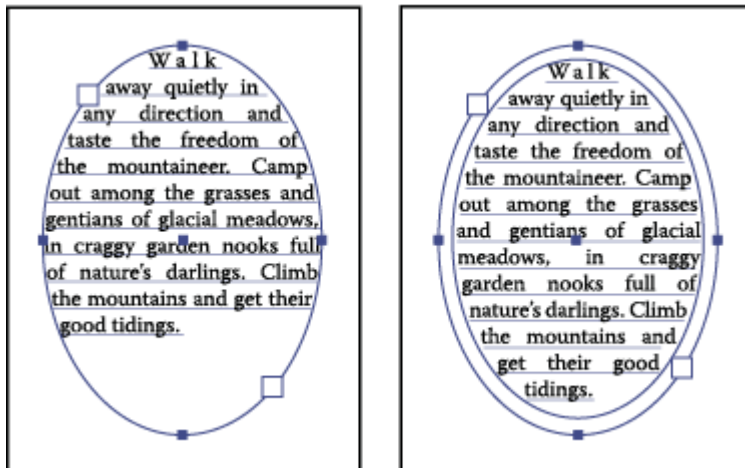 Walk
away quietly in
any direction and
taste the freedom of
the mountaineer. Camp
out among the grasses and
gentians of glacial meadows,
in craggy garden nooks full
of nature's darlings. Climb
the mountains and get their
good tidings.
Walk
away quietly in
any direction and
taste the freedom of
the mountaineer. Camp
out among the grasses
and gentians of glacial
meadows, in craggy
garden nooks full of
nature's darlings. Climb
the mountains and
get their good
tidings.